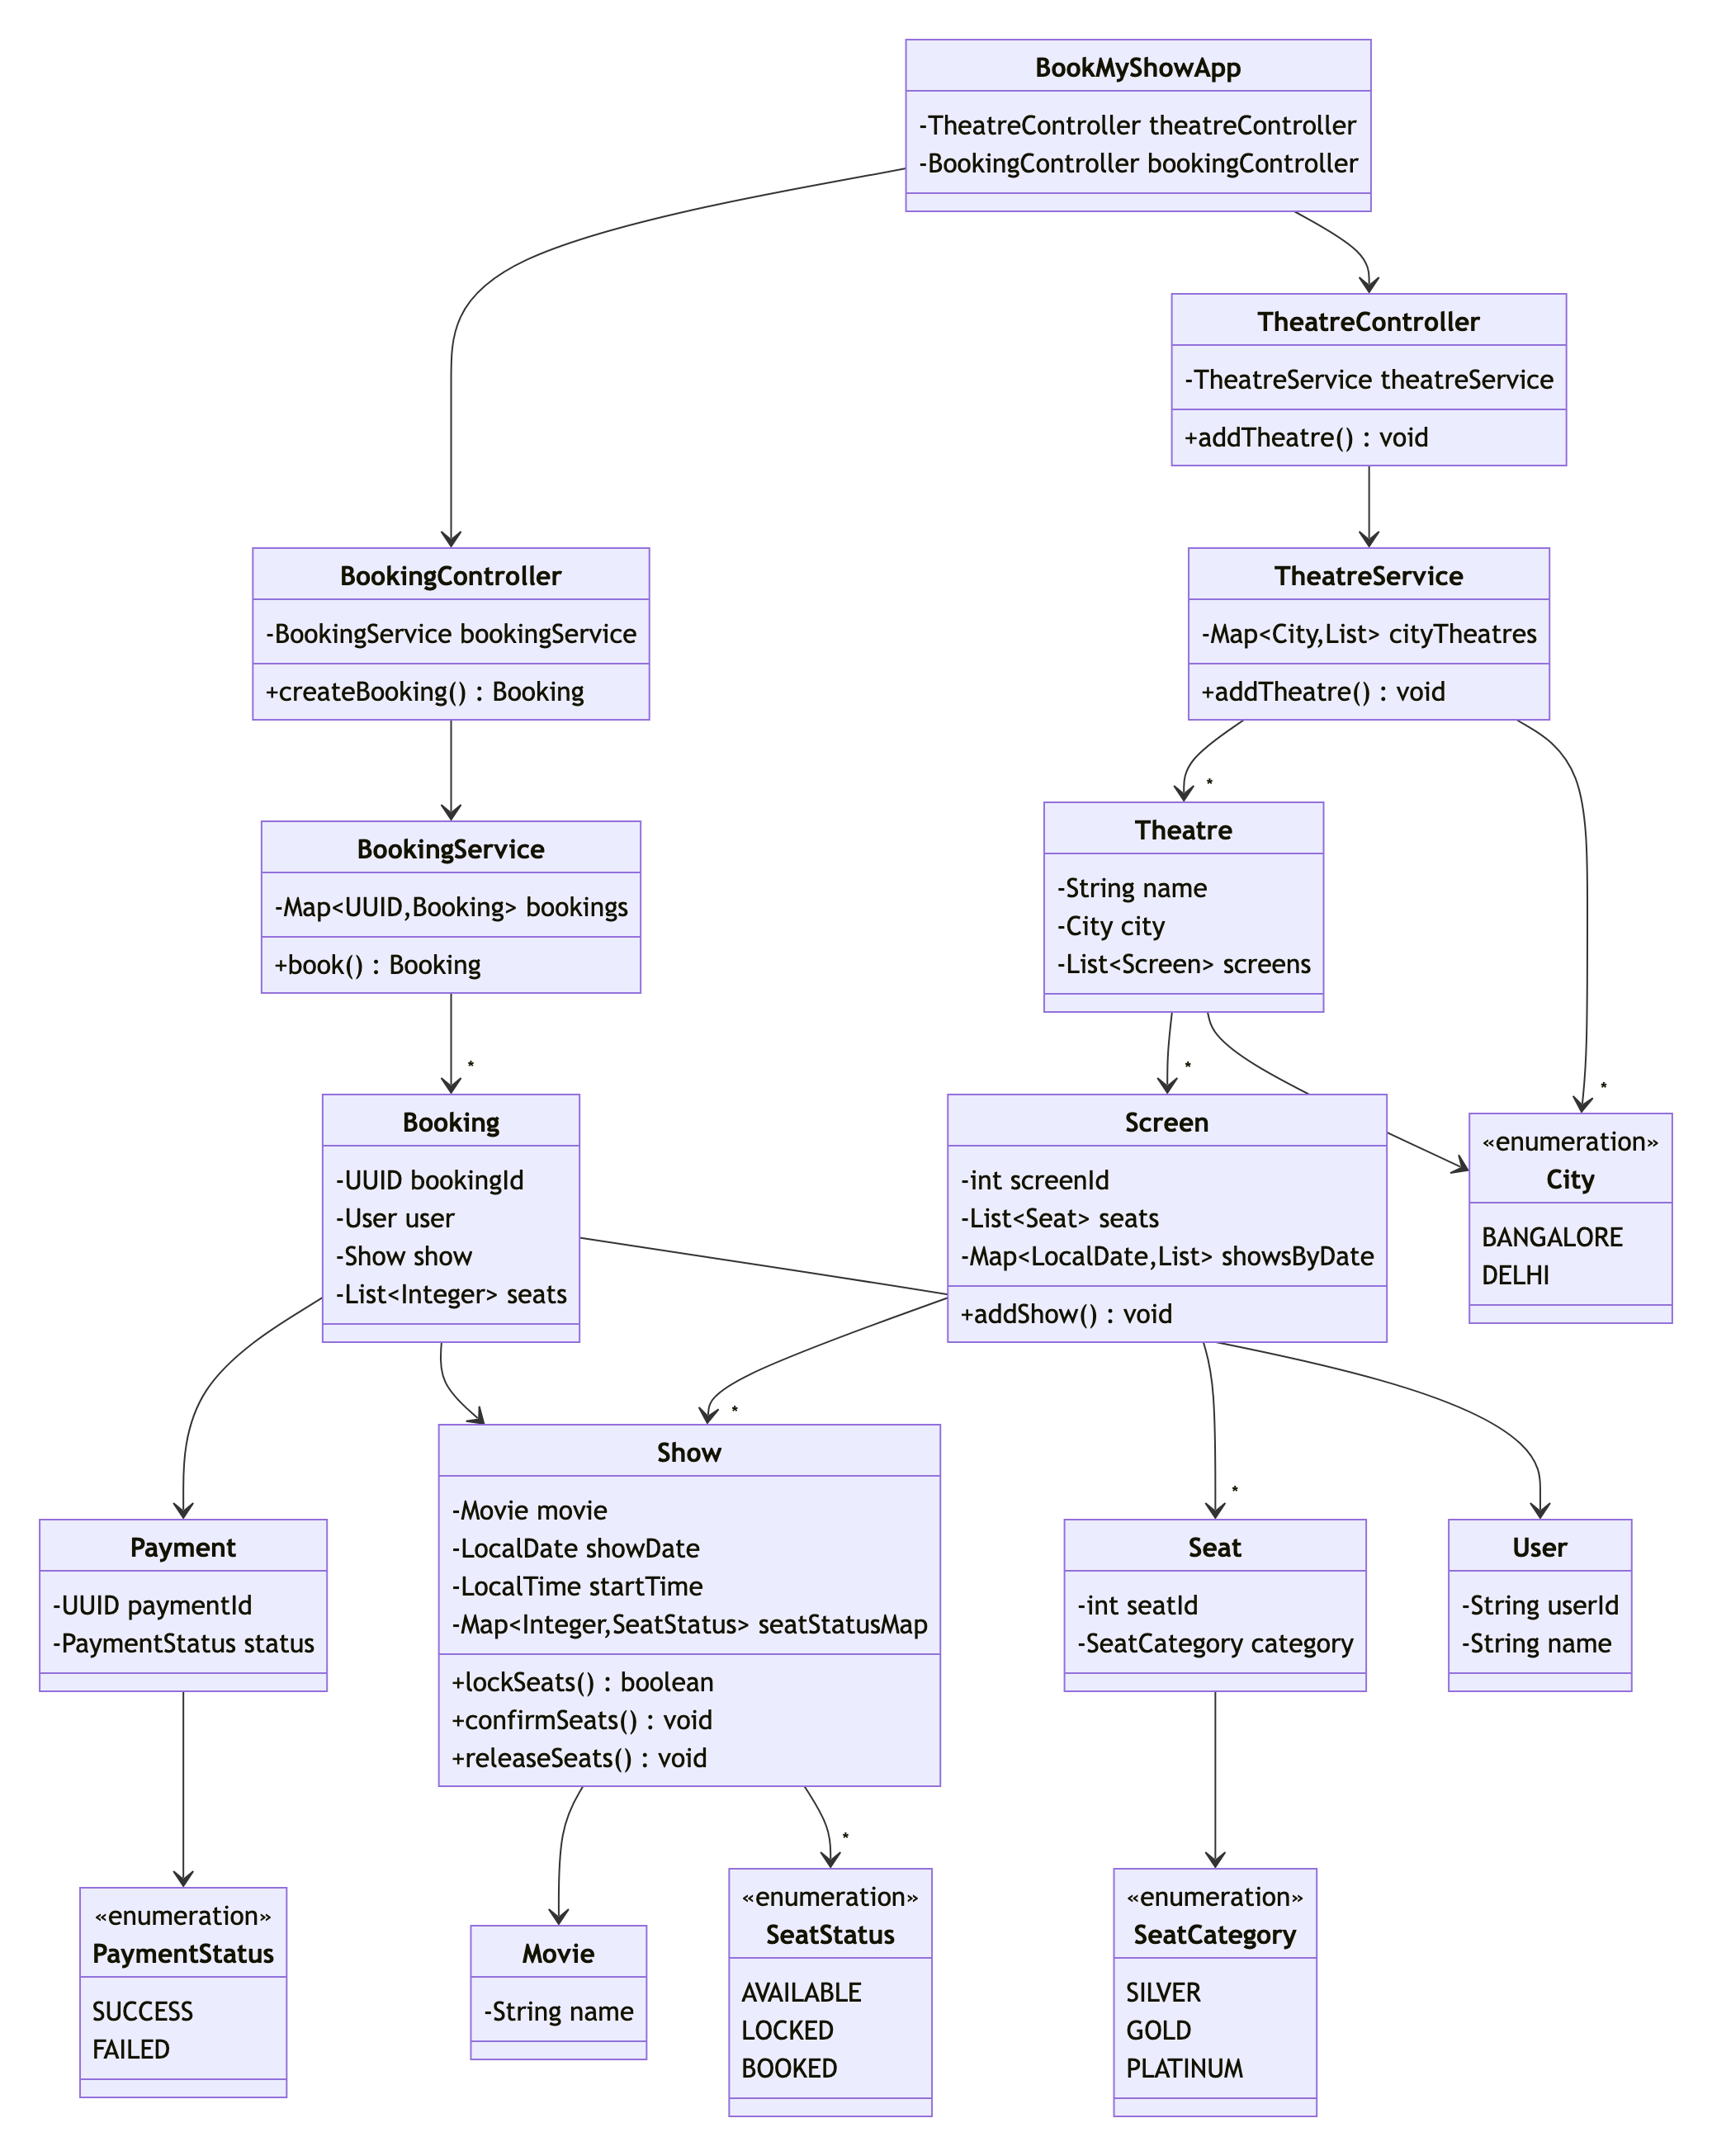 BookMyShowApp
-TheatreController theatreController
-BookingController bookingController
TheatreController
-TheatreService theatreService
+addTheatre() : void
BookingController
-BookingService bookingService
+createBooking() : Booking
TheatreService
-Map<City,List> cityTheatres
+addTheatre() : void
*
Theatre
-String name
-City city
-List<Screen> screens
BookingService
-Map<UUID,Booking> bookings
+book() : Booking
*
*
*
Booking
-UUID bookingId
-User user
-Show show
-List<Integer> seats
Screen
-int screenId
-List<Seat> seats
-Map<LocalDate,List> showsByDate
+addShow() : void
«enumeration»
City
BANGALORE
DELHI
*
*
Show
-Movie movie
-LocalDate showDate
-LocalTime startTime
-Map<Integer,SeatStatus> seatStatusMap
+lockSeats() : boolean
+confirmSeats() : void
+releaseSeats() : void
Payment
-UUID paymentId
-PaymentStatus status
Seat
-int seatId
-SeatCategory category
User
-String userId
-String name
*
«enumeration»
PaymentStatus
SUCCESS
FAILED
Movie
-String name
«enumeration»
SeatStatus
AVAILABLE
LOCKED
BOOKED
«enumeration»
SeatCategory
SILVER
GOLD
PLATINUM